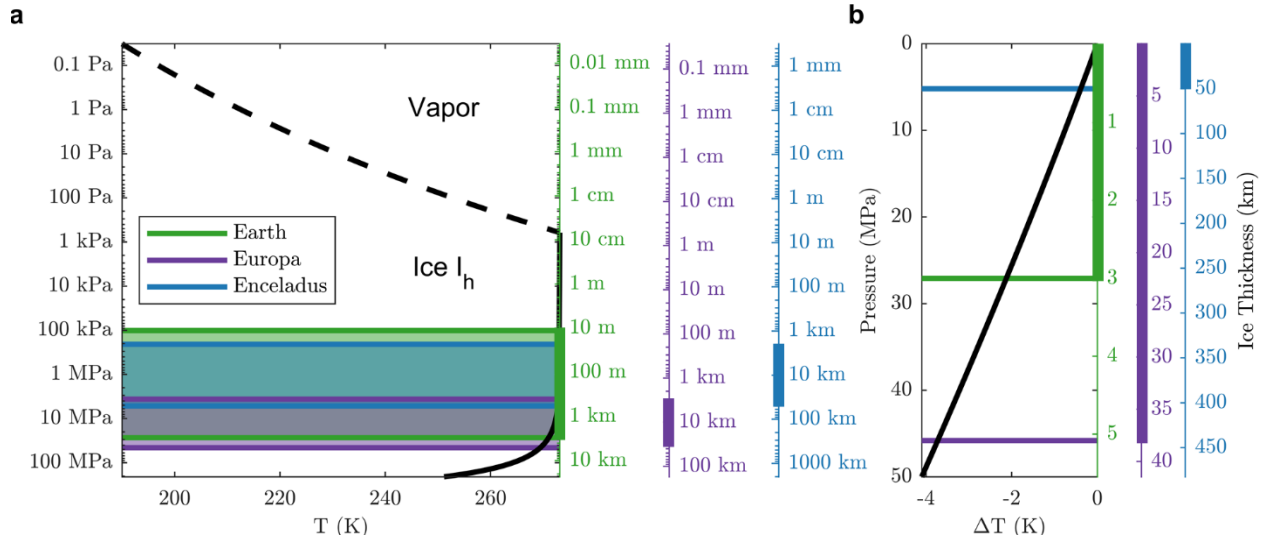 a
0.1 Pa
1 Pa
10 Pa
100 Pa
1 kPa
10 kPa
100 kPa
1 MPa
10 MPa
100 MPa
Vapor
Ice I_h
Earth
Europa
Enceladus
200
220
240
260
T (K)
0.01 mm
0.1 mm
1 mm
1 cm
10 cm
1 m
10 m
100 m
1 km
10 km
0.1 mm
1 mm
1 cm
10 cm
1 m
10 m
100 m
1 km
10 km
100 km
1 mm
1 cm
10 cm
1 m
10 m
100 m
1 km
10 km
100 km
1000 km
b
Pressure (MPa)
0
10
20
30
40
50
-4
-2
0
ΔT (K)
1
2
3
4
5
5
10
15
20
25
30
35
40
50
100
150
200
250
300
350
400
450
Ice Thickness (km)